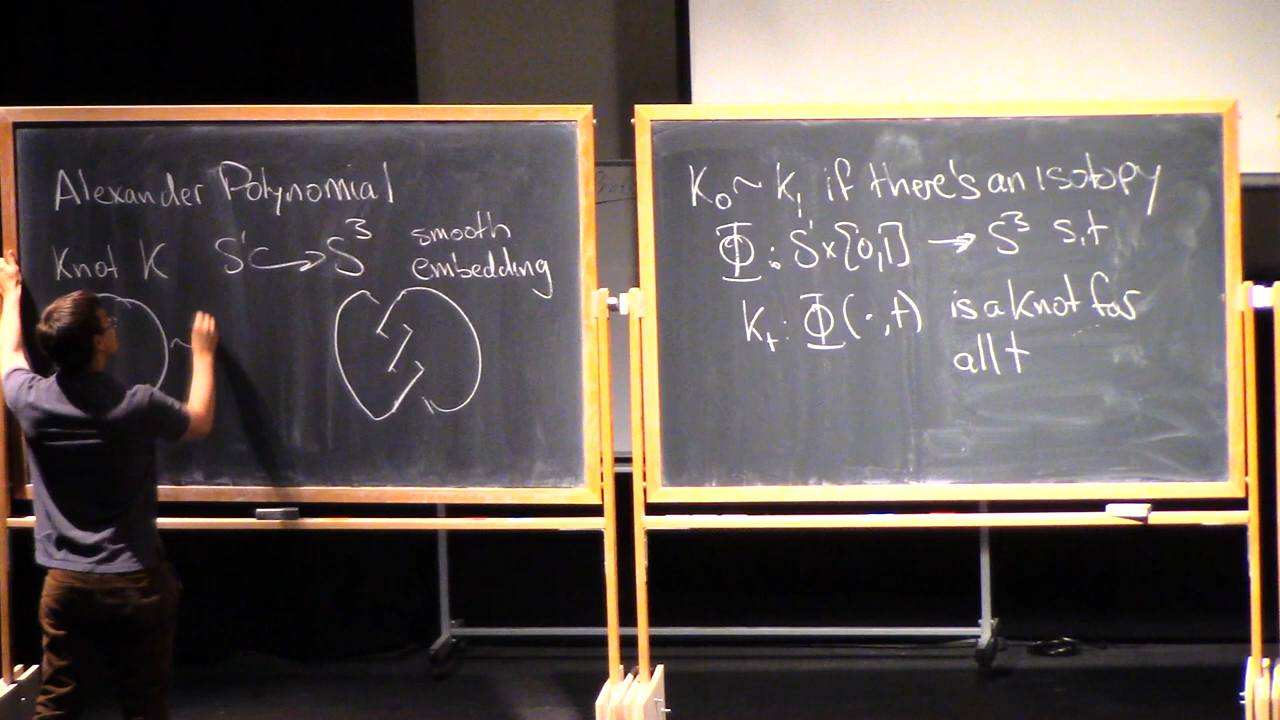 Alexander Polynomial
Knot K S¹ ↪ S³ smooth embedding
~
K₀ ~ K₁ if there's an isotopy
Φ : S¹×[0,1] → S³ s.t
Kₜ : Φ(·,t) is a knot for
all t